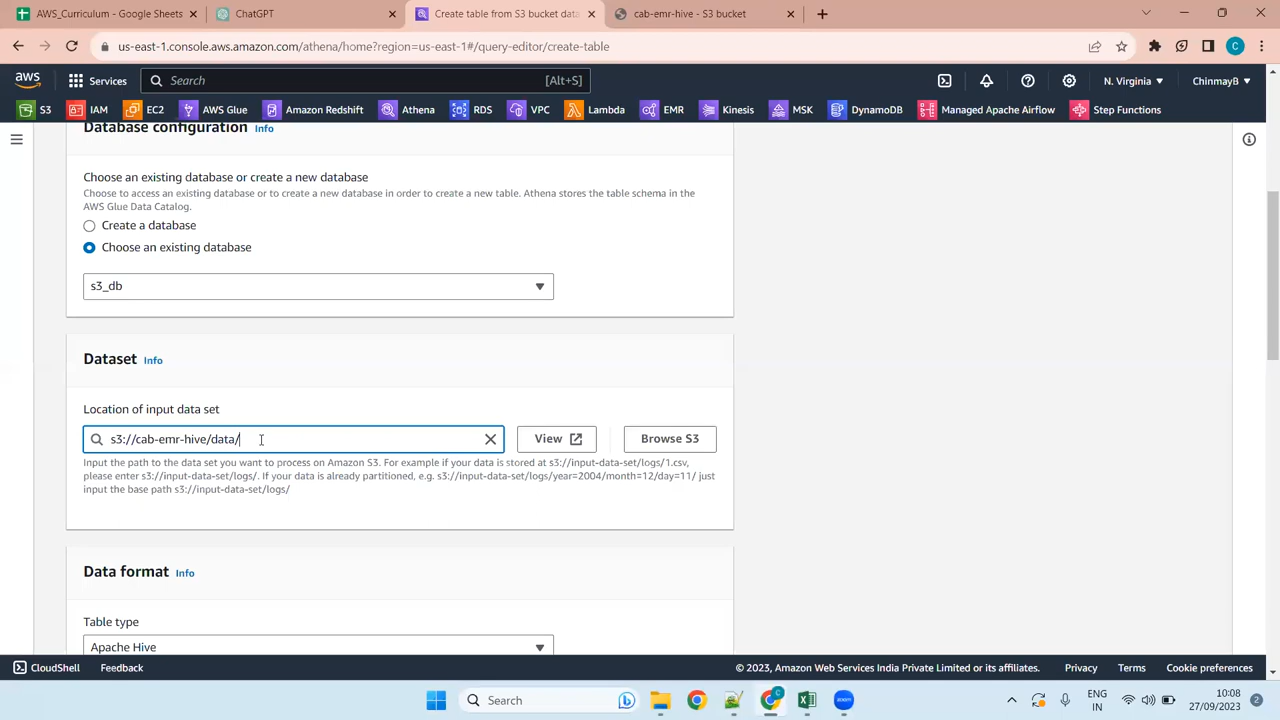 AWS_Curriculum - Google Sheets
ChatGPT
Create table from S3 bucket data
cab-emr-hive - S3 bucket
us-east-1.console.aws.amazon.com/athena/home?region=us-east-1#/query-editor/create-table
C
aws
Services
Search
[Alt+S]
N. Virginia
ChinmayB
S3
IAM
EC2
AWS Glue
Amazon Redshift
Athena
RDS
VPC
Lambda
EMR
Kinesis
MSK
DynamoDB
Managed Apache Airflow
Step Functions
Database configuration Info
Choose an existing database or create a new database
Choose to access an existing database or to create a new database in order to create a new table. Athena stores the table schema in the
AWS Glue Data Catalog.
Create a database
Choose an existing database
s3_db
Dataset Info
Location of input data set
s3://cab-emr-hive/data/
View
Browse S3
Input the path to the data set you want to process on Amazon S3. For example if your data is stored at s3://input-data-set/logs/1.csv,
please enter s3://input-data-set/logs/. If your data is already partitioned, e.g. s3://input-data-set/logs/year=2004/month=12/day=11/ just
input the base path s3://input-data-set/logs/
Data format Info
Table type
Apache Hive
CloudShell
Feedback
© 2023, Amazon Web Services India Private Limited or its affiliates.
Privacy
Terms
Cookie preferences
Search
C
zoom
ENG
IN
10:08
27/09/2023
2